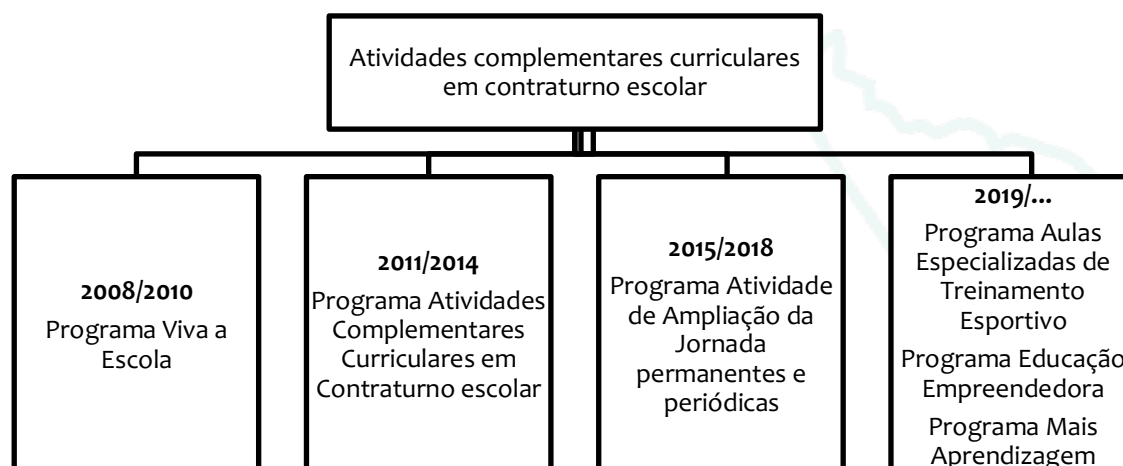 Atividades complementares curriculares
em contraturno escolar
2008/2010
Programa Viva a
Escola
2011/2014
Programa Atividades
Complementares
Curriculares em
Contraturno escolar
2015/2018
Programa Atividade
de Ampliação da
Jornada
permanentes e
periódicas
2019/...
Programa Aulas
Especializadas de
Treinamento
Esportivo
Programa Educação
Empreendedora
Programa Mais
Aprendizagem